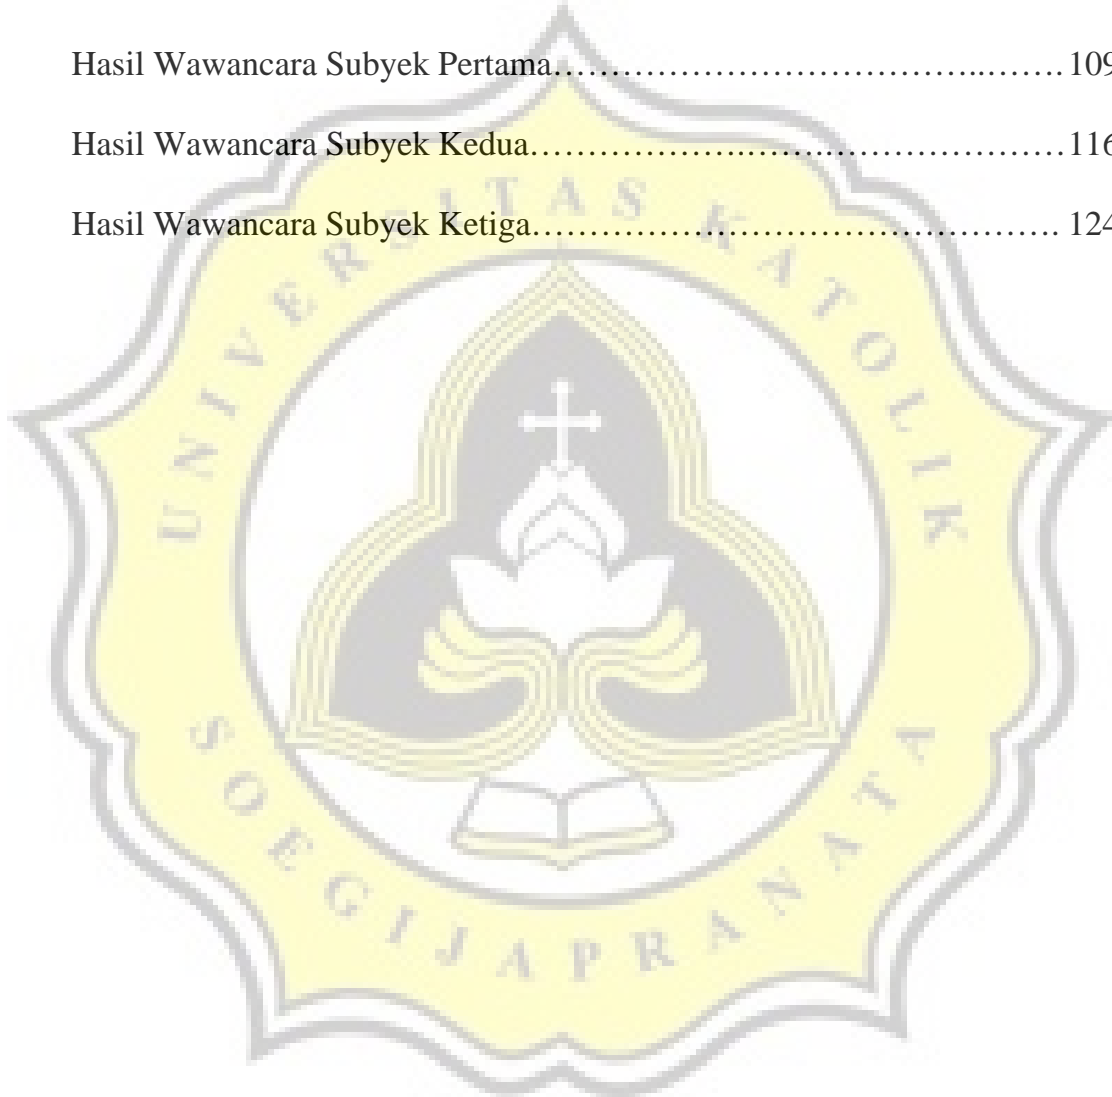 Hasil Wawancara Subyek Pertama……………………………………..……. 109
Hasil Wawancara Subyek Kedua………………..………………………… 116
Hasil Wawancara Subyek Ketiga……………………………………… 124
UNIVERSITAS KATOLIK
SOEGIJAPRANATA